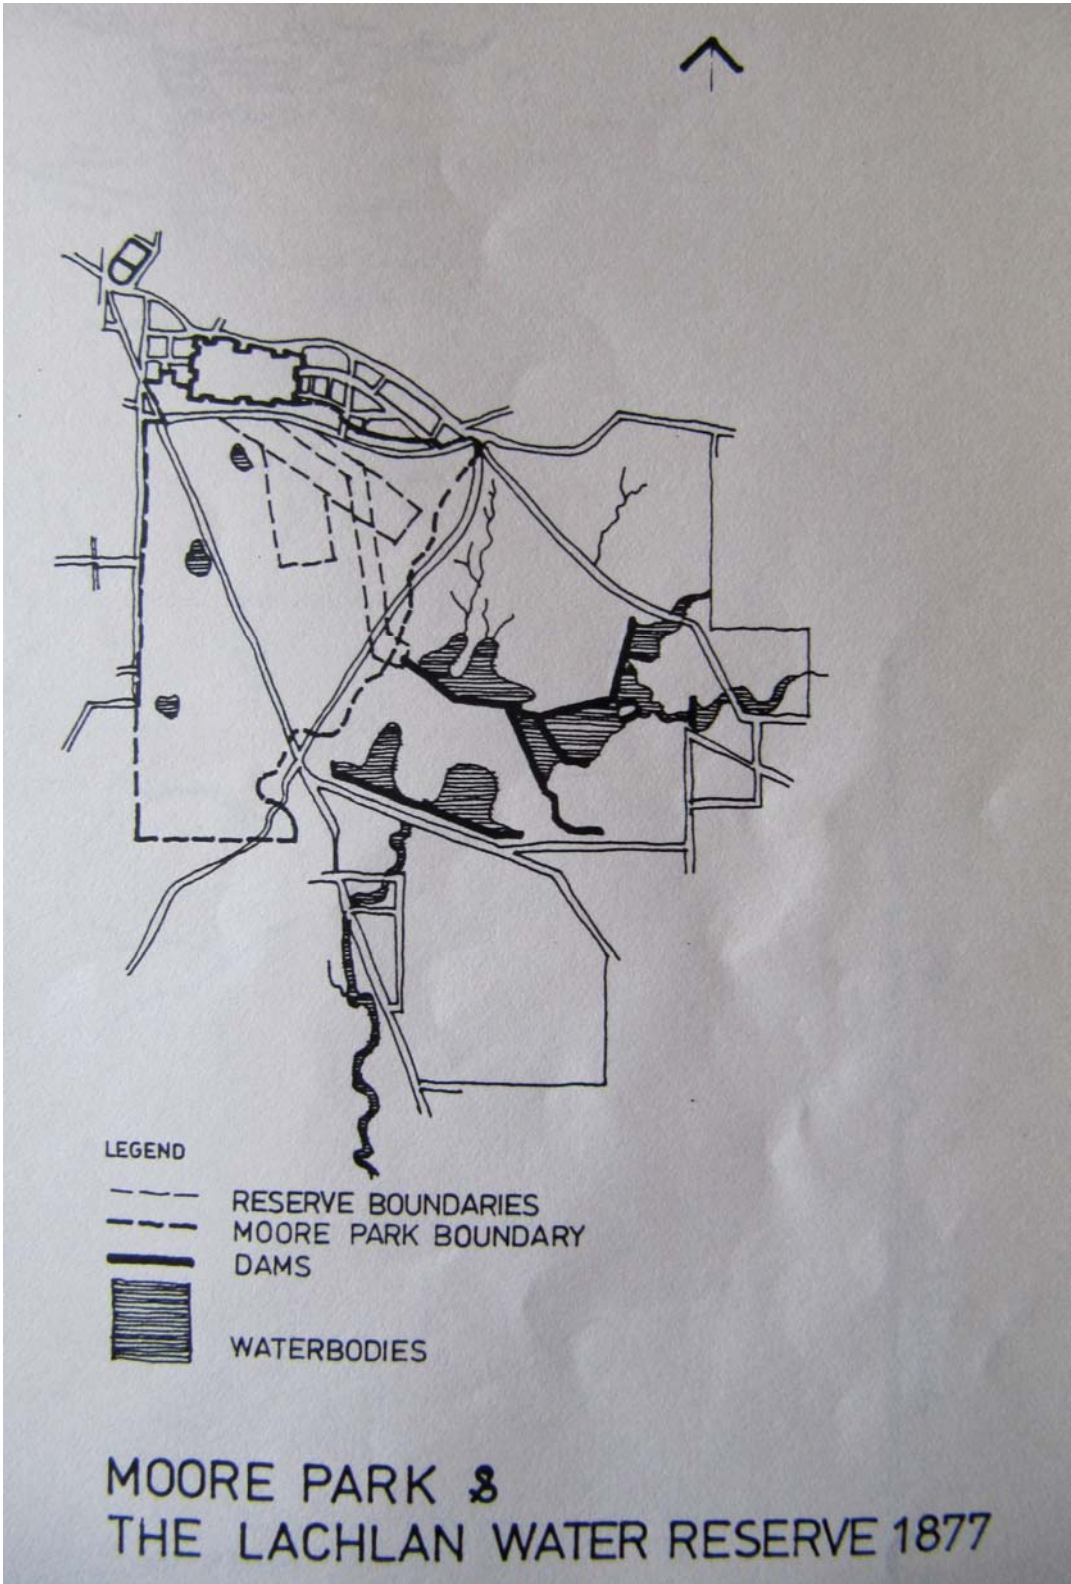 LEGEND
RESERVE BOUNDARIES
MOORE PARK BOUNDARY
DAMS
WATERBODIES
MOORE PARK &
THE LACHLAN WATER RESERVE 1877